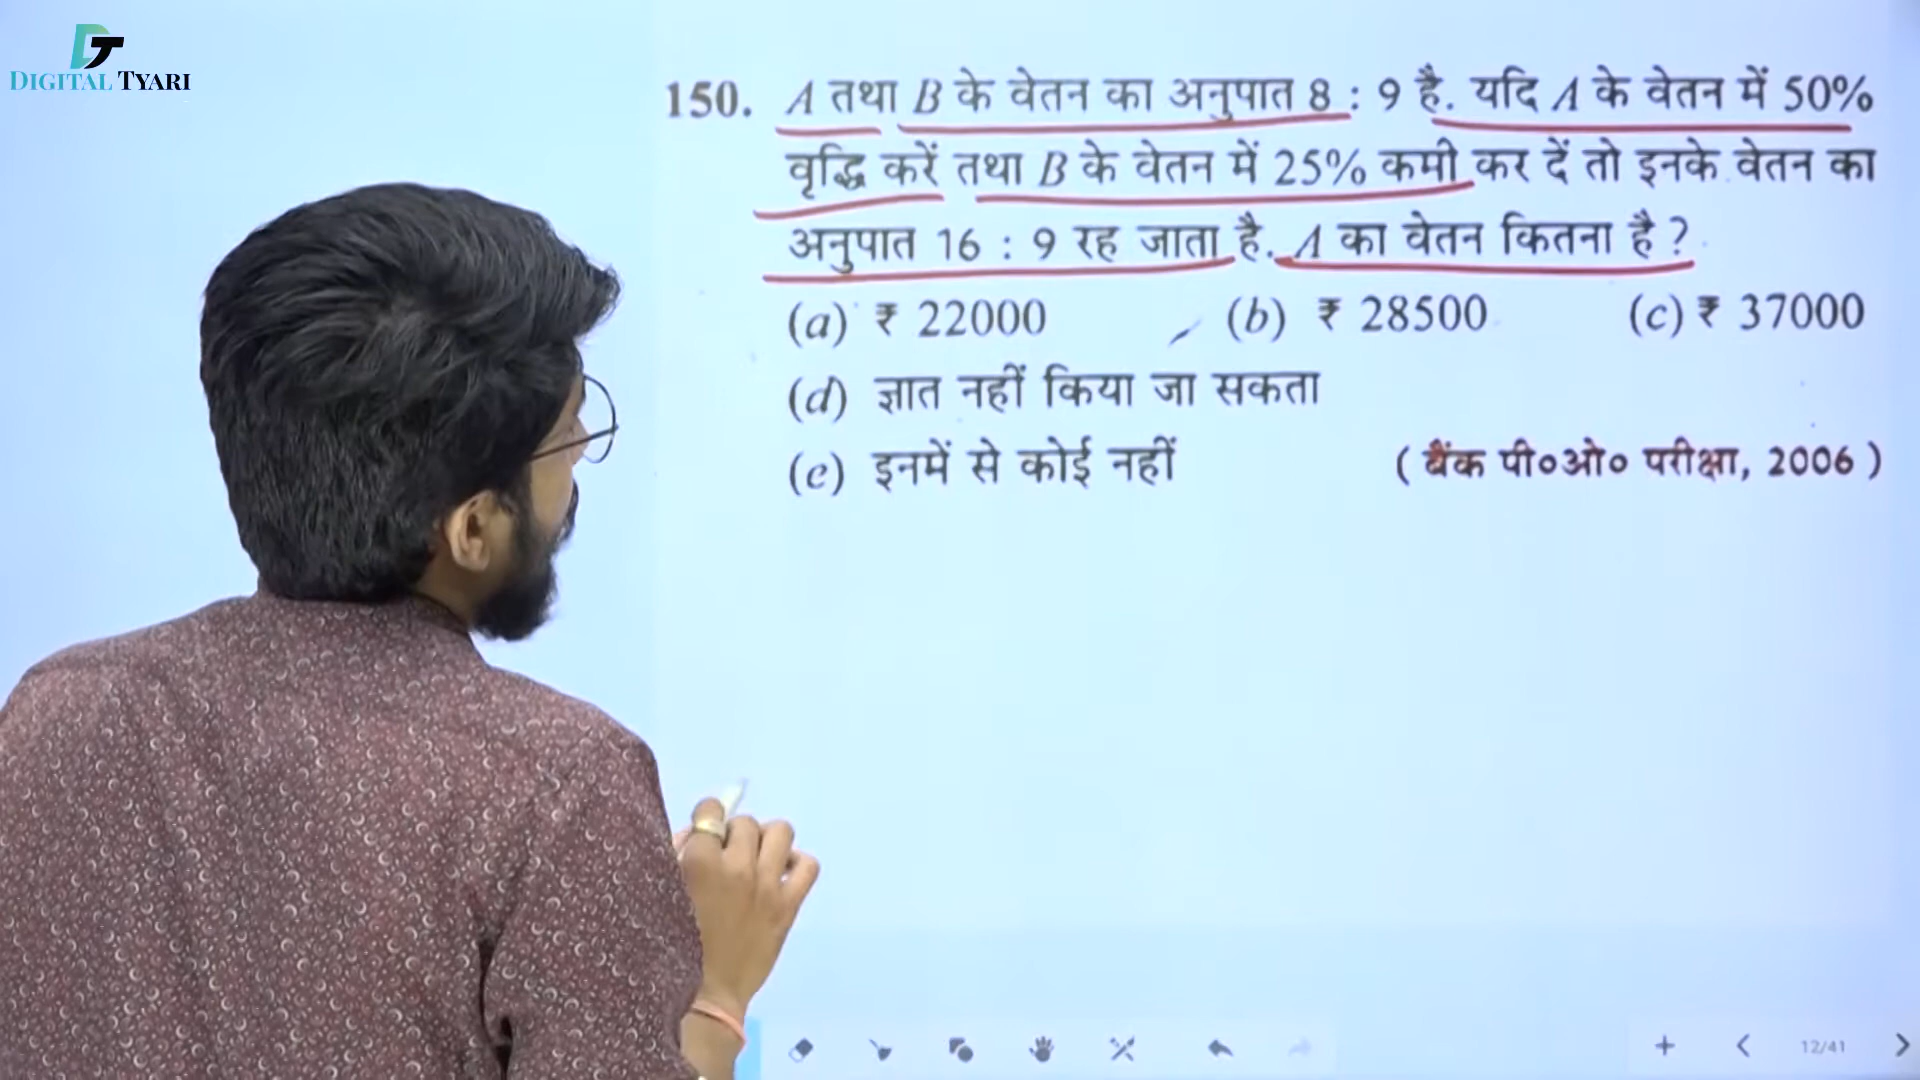 DIGITAL TYARI
150. A तथा B के वेतन का अनुपात 8 : 9 है. यदि A के वेतन में 50%
वृद्धि करें तथा B के वेतन में 25% कमी कर दें तो इनके वेतन का
अनुपात 16 : 9 रह जाता है. A का वेतन कितना है ?
(a) ₹ 22000 (b) ₹ 28500 (c) ₹ 37000
(d) ज्ञात नहीं किया जा सकता
(e) इनमें से कोई नहीं ( बैंक पी०ओ० परीक्षा, 2006 )
12/41